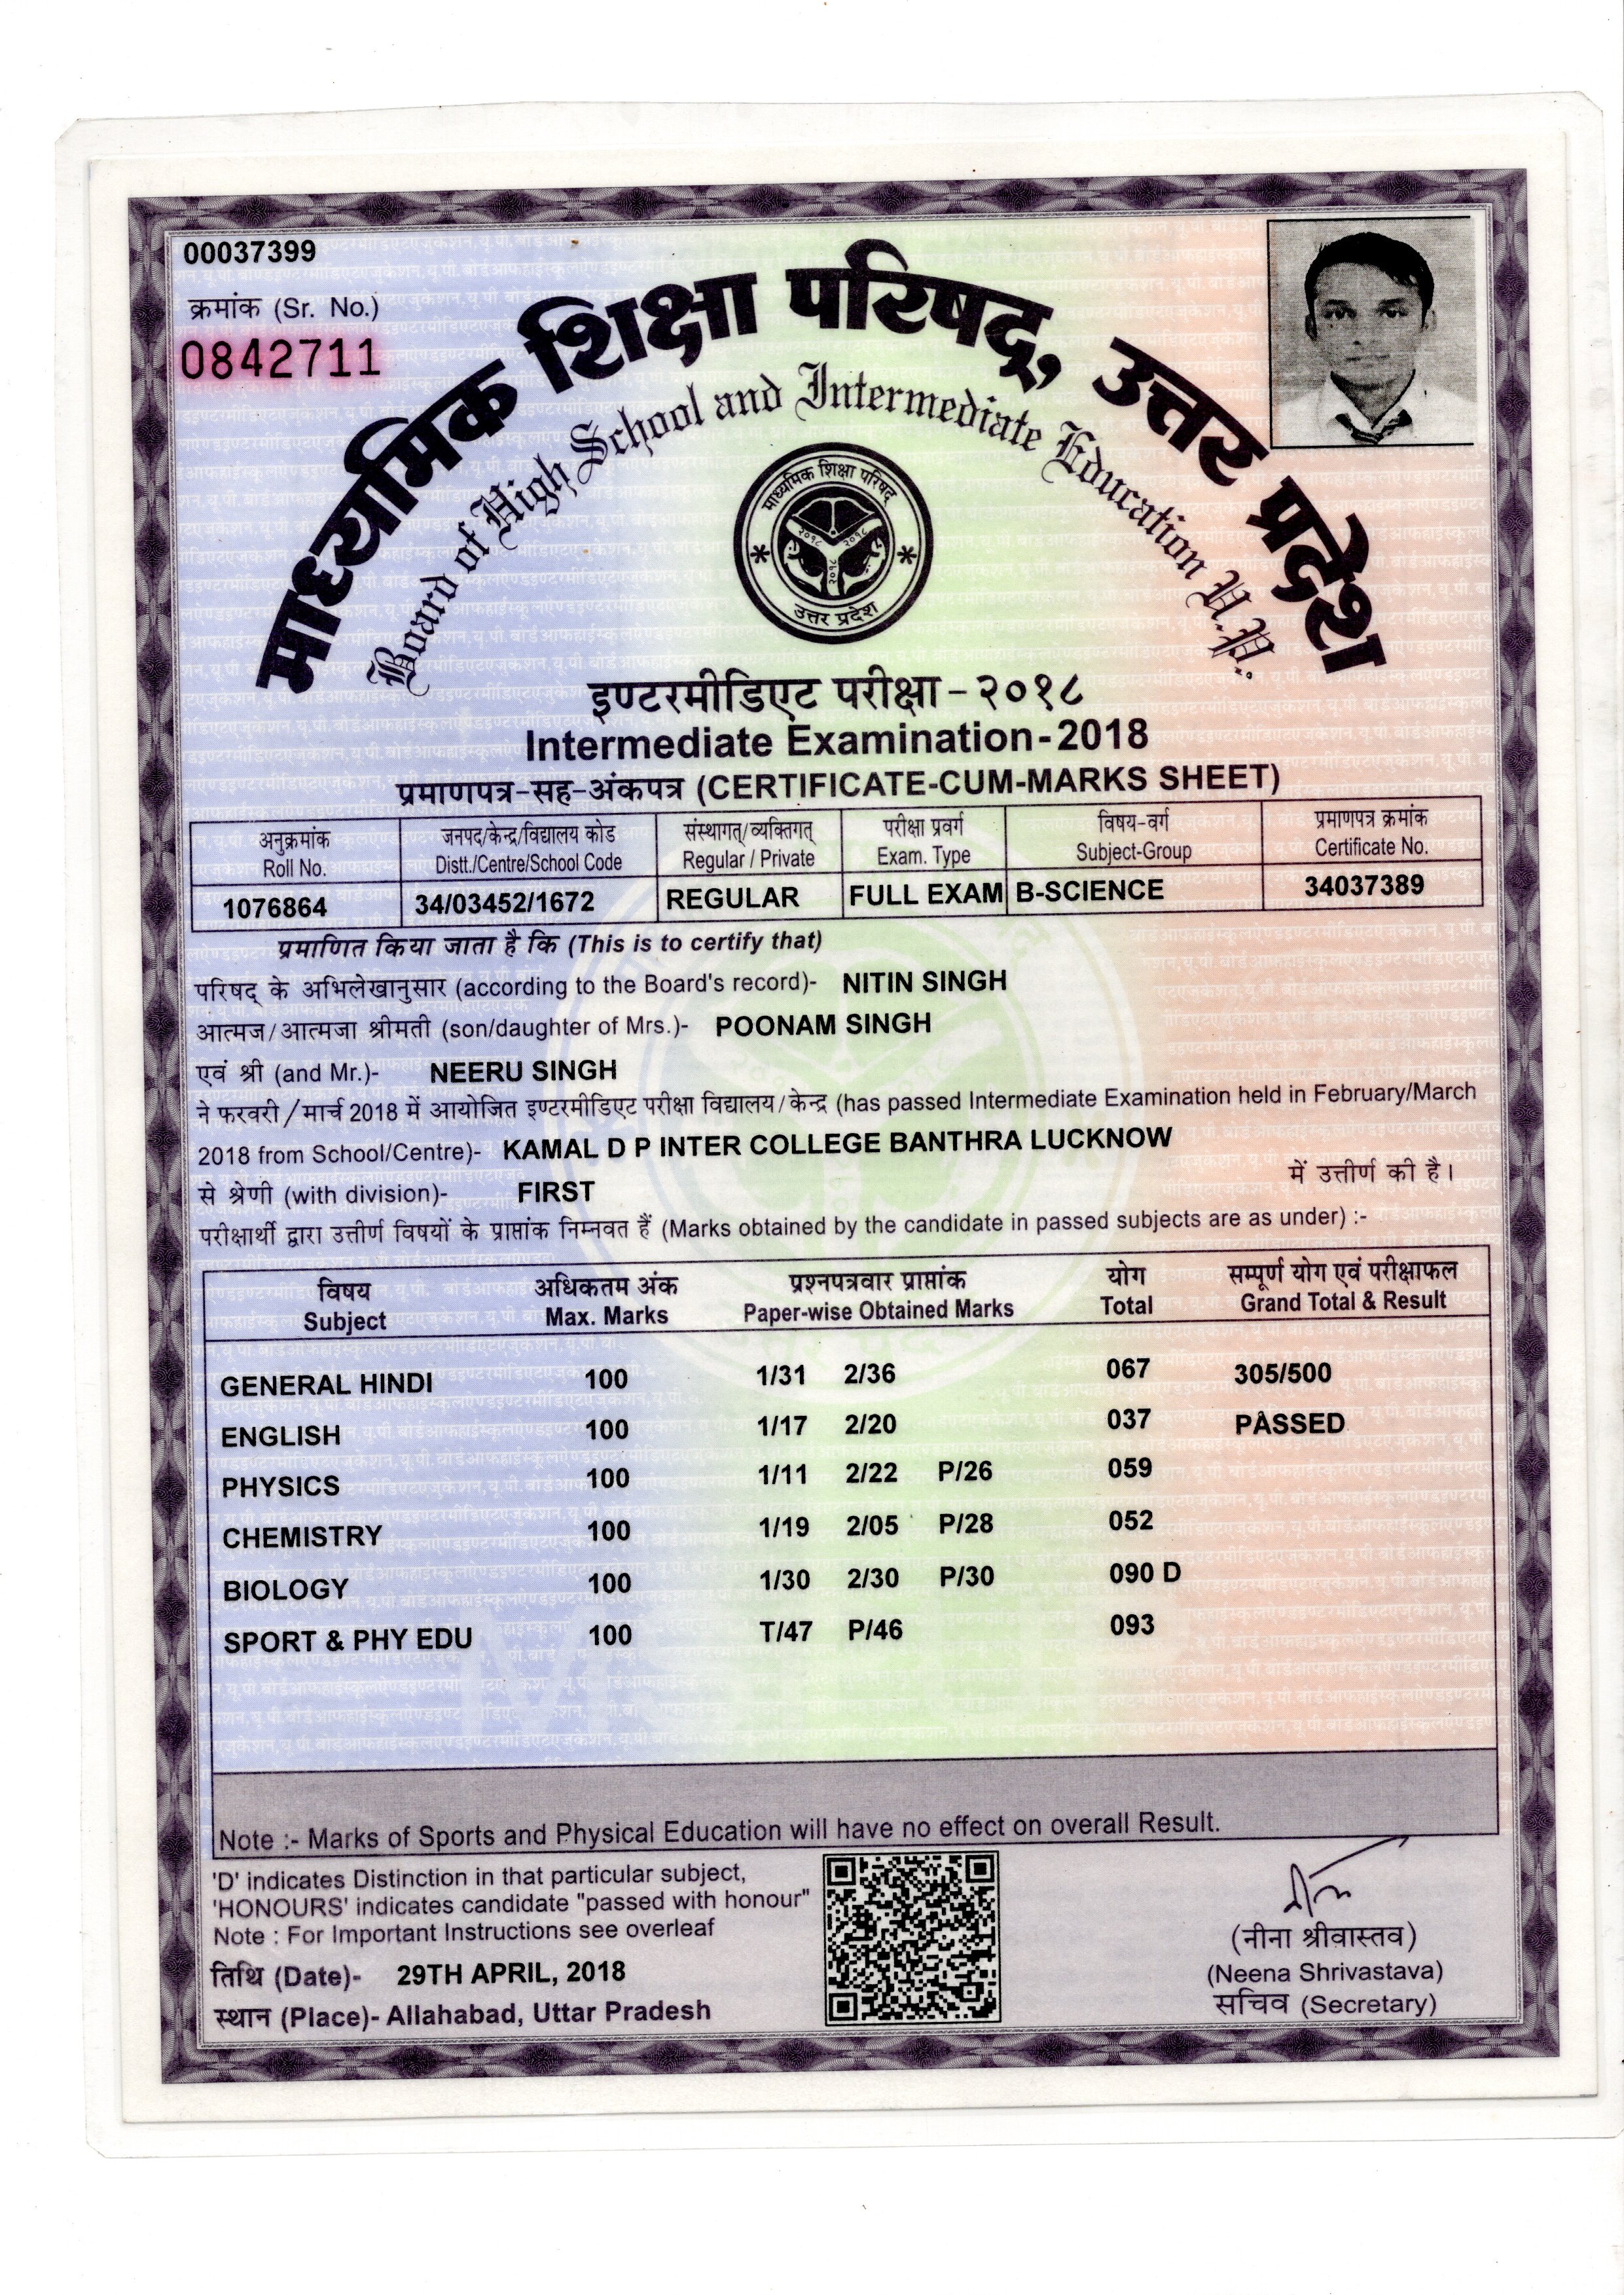 00037399
क्रमांक (Sr. No.)
0842711
माध्यमिक शिक्षा परिषद्, उत्तर प्रदेश
Board of High School and Intermediate Education U.P.
माध्यमिक शिक्षा परिषद्
२०१८ २०१८
२०१८
उत्तर प्रदेश
इण्टरमीडिएट परीक्षा - २०१८
Intermediate Examination - 2018
प्रमाणपत्र-सह-अंकपत्र (CERTIFICATE-CUM-MARKS SHEET)
अनुक्रमांक जनपद/केन्द्र/विद्यालय कोड संस्थागत्/व्यक्तिगत् परीक्षा प्रवर्ग विषय-वर्ग प्रमाणपत्र क्रमांक
Roll No. Distt./Centre/School Code Regular / Private Exam. Type Subject-Group Certificate No.
1076864 34/03452/1672 REGULAR FULL EXAM B-SCIENCE 34037389
प्रमाणित किया जाता है कि (This is to certify that)
परिषद् के अभिलेखानुसार (according to the Board's record)- NITIN SINGH
आत्मज/आत्मजा श्रीमती (son/daughter of Mrs.)- POONAM SINGH
एवं श्री (and Mr.)- NEERU SINGH
ने फरवरी/मार्च 2018 में आयोजित इण्टरमीडिएट परीक्षा विद्यालय/केन्द्र (has passed Intermediate Examination held in February/March
2018 from School/Centre)- KAMAL D P INTER COLLEGE BANTHRA LUCKNOW
में उत्तीर्ण की है।
से श्रेणी (with division)- FIRST
परीक्षार्थी द्वारा उत्तीर्ण विषयों के प्राप्तांक निम्नवत हैं (Marks obtained by the candidate in passed subjects are as under) :-
विषय अधिकतम अंक प्रश्नपत्रवार प्राप्तांक योग सम्पूर्ण योग एवं परीक्षाफल
Subject Max. Marks Paper-wise Obtained Marks Total Grand Total & Result
GENERAL HINDI 100 1/31 2/36 067 305/500
ENGLISH 100 1/17 2/20 037 PASSED
PHYSICS 100 1/11 2/22 P/26 059
CHEMISTRY 100 1/19 2/05 P/28 052
BIOLOGY 100 1/30 2/30 P/30 090 D
SPORT & PHY EDU 100 T/47 P/46 093
Note :- Marks of Sports and Physical Education will have no effect on overall Result.
'D' indicates Distinction in that particular subject,
'HONOURS' indicates candidate "passed with honour"
Note : For Important Instructions see overleaf
तिथि (Date)- 29TH APRIL, 2018
स्थान (Place)- Allahabad, Uttar Pradesh
(नीना श्रीवास्तव)
(Neena Shrivastava)
सचिव (Secretary)